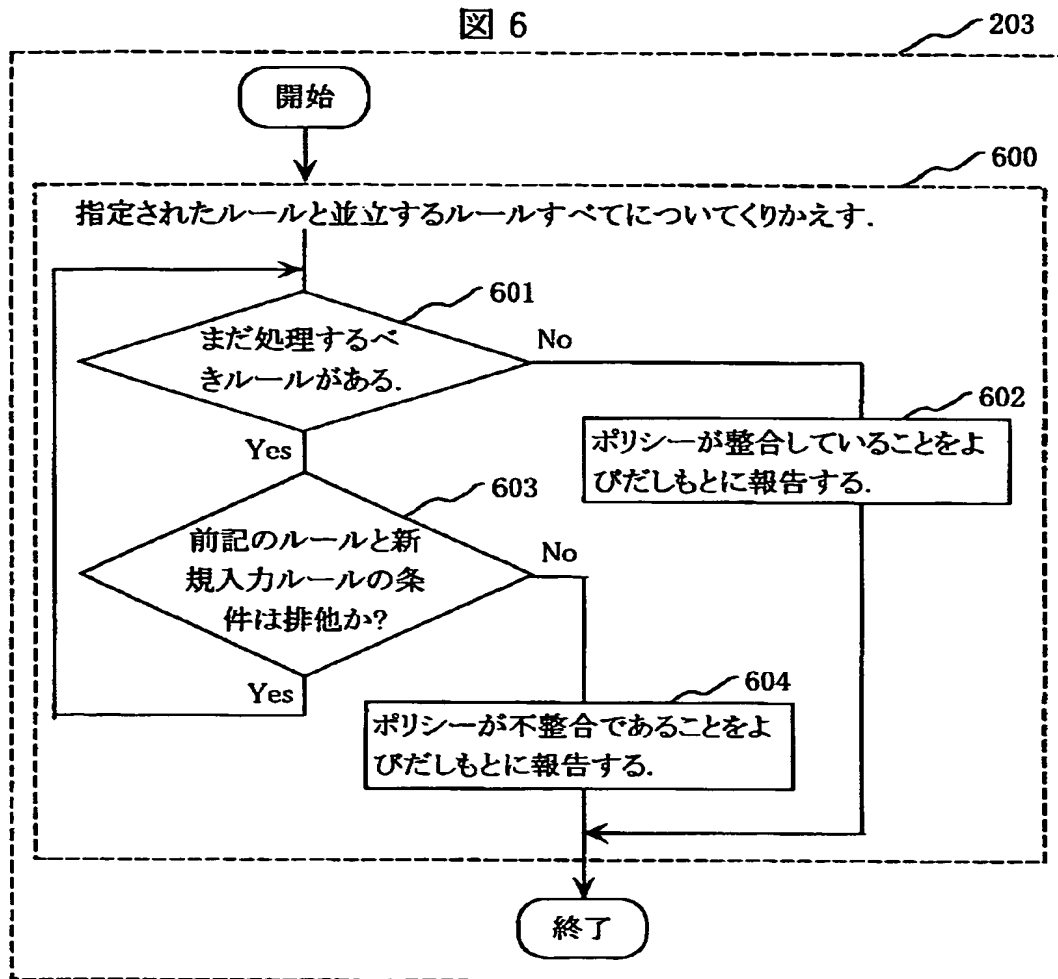 図 6
203
開始
600
指定されたルールと並立するルールすべてについてくりかえす.
601
まだ処理するべ
きルールがある.
No
Yes
602
ポリシーが整合していることをよ
びだしもとに報告する.
603
前記のルールと新
規入力ルールの条
件は排他か?
No
Yes
604
ポリシーが不整合であることをよ
びだしもとに報告する.
終了